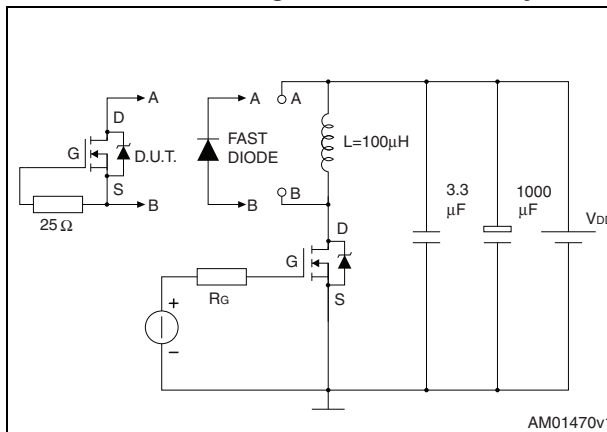 A
D
G
D.U.T.
S
B
25 Ω
A
FAST
DIODE
B
A
B
L=100μH
3.3
μF
1000
μF
D
G
S
RG
+
−
AM01470v1